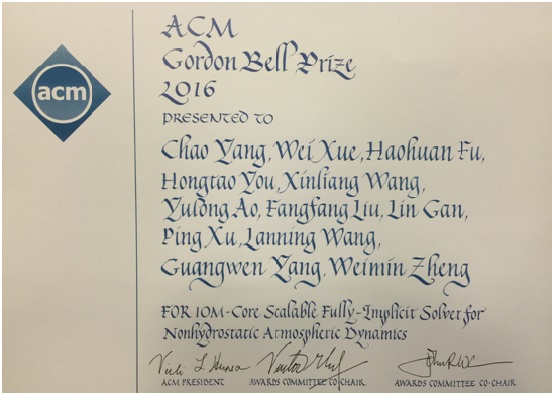 acm
ACM
Gordon Bell Prize
2016
PRESENTED TO
Chao Yang, Wei Xue, Haohuan Fu,
Hongtao You, Xinliang Wang,
Yulong Ao, Fangfang Liu, Lin Gan,
Ping Xu, Lanning Wang,
Guangwen Yang, Weimin Zheng
FOR 10M-Core Scalable Fully-Implicit Solver for
Nonhydrostatic Atmospheric Dynamics
ACM PRESIDENT AWARDS COMMITTEE CO-CHAIR AWARDS COMMITTEE CO-CHAIR